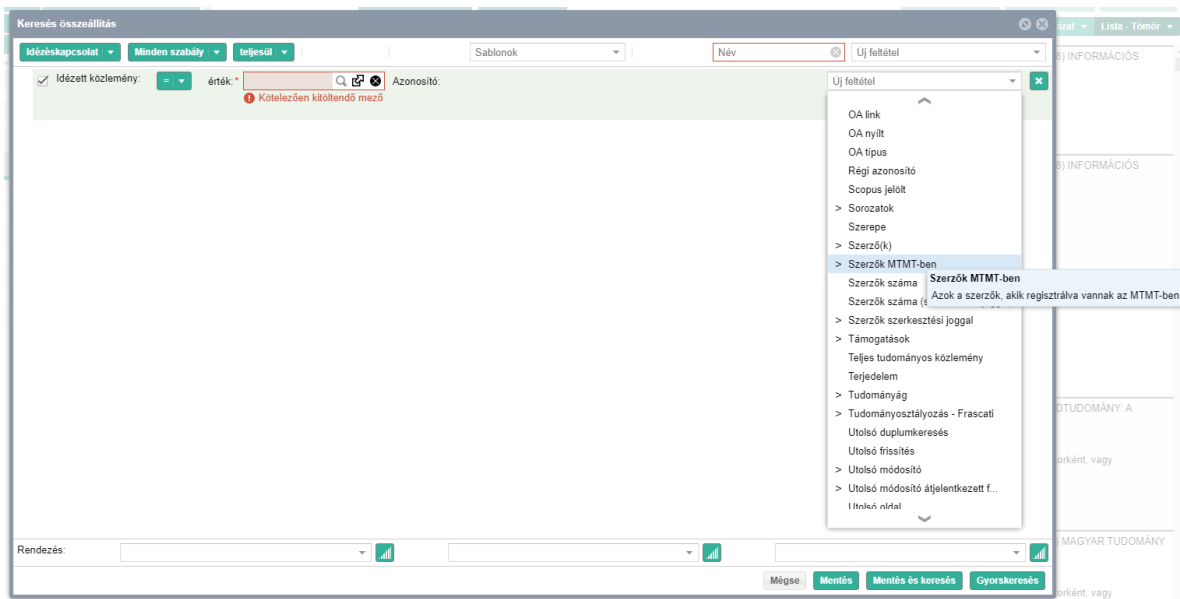 Keresés összeállítás
Idézéskapcsolat Minden szabály teljesül Sablonok Név Új feltétel
Idézett közlemény: = érték:* Azonosító: Új feltétel
Kötelezően kitöltendő mező
OA link
OA nyílt
OA típus
Régi azonosító
Scopus jelölt
> Sorozatok
Szerepe
> Szerző(k)
> Szerzők MTMT-ben
Szerzők MTMT-ben
Azok a szerzők, akik regisztrálva vannak az MTMT-ben
Szerzők száma
Szerzők száma
> Szerzők szerkesztési joggal
> Támogatások
Teljes tudományos közlemény
Terjedelem
> Tudományág
> Tudományosztályozás - Frascati
Utolsó duplumkeresés
Utolsó frissítés
> Utolsó módosító
> Utolsó módosító átjelentkezett f...
Utolsó oldal
Rendezés:
Mégse Mentés Mentés és keresés Gyorskeresés
Lista - Tömör
INFORMÁCIÓS
INFORMÁCIÓS
DTUDOMÁNY: A
orként, vagy
MAGYAR TUDOMÁNY
orként, vagy